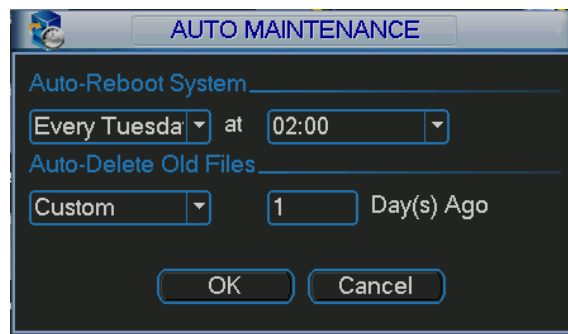 AUTO MAINTENANCE
Auto-Reboot System
Every Tuesda at 02:00
Auto-Delete Old Files
Custom 1 Day(s) Ago
OK Cancel